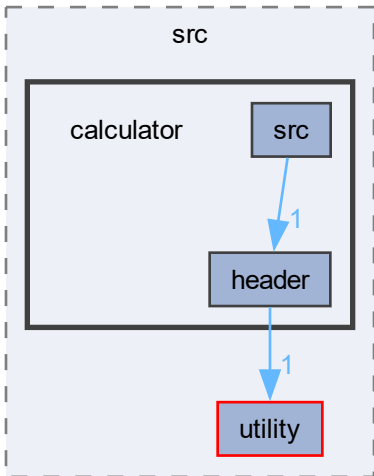 src
calculator
src
1
header
1
utility